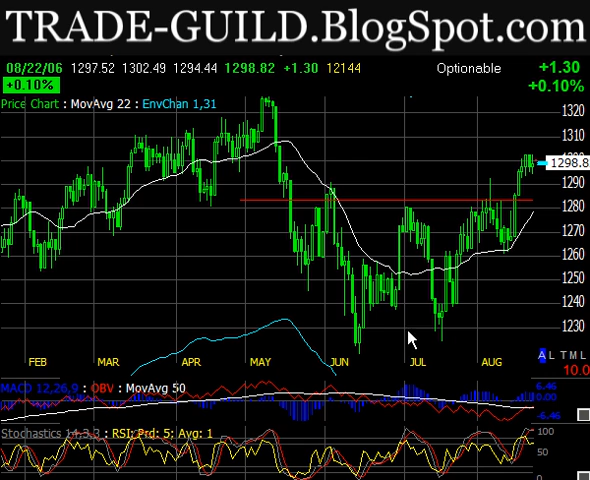 TRADE-GUILD.BlogSpot.com
08/22/06 1297.52 1302.49 1294.44 1298.82 +1.30 12144 Optionable +1.30
+0.10% +0.10%
Price Chart : MovAvg 22 : EnvChan 1,31
1320
1310
1298.8
1290
1280
1270
1260
1250
1240
1230
FEB MAR APR MAY JUN JUL AUG
A L T M L
10.0
MACD 12,26,9 : OBV : MovAvg 50
6.46
0.00
-6.46
Stochastics 14,3,3 : RSI: Prd: 5; Avg: 1
100
50